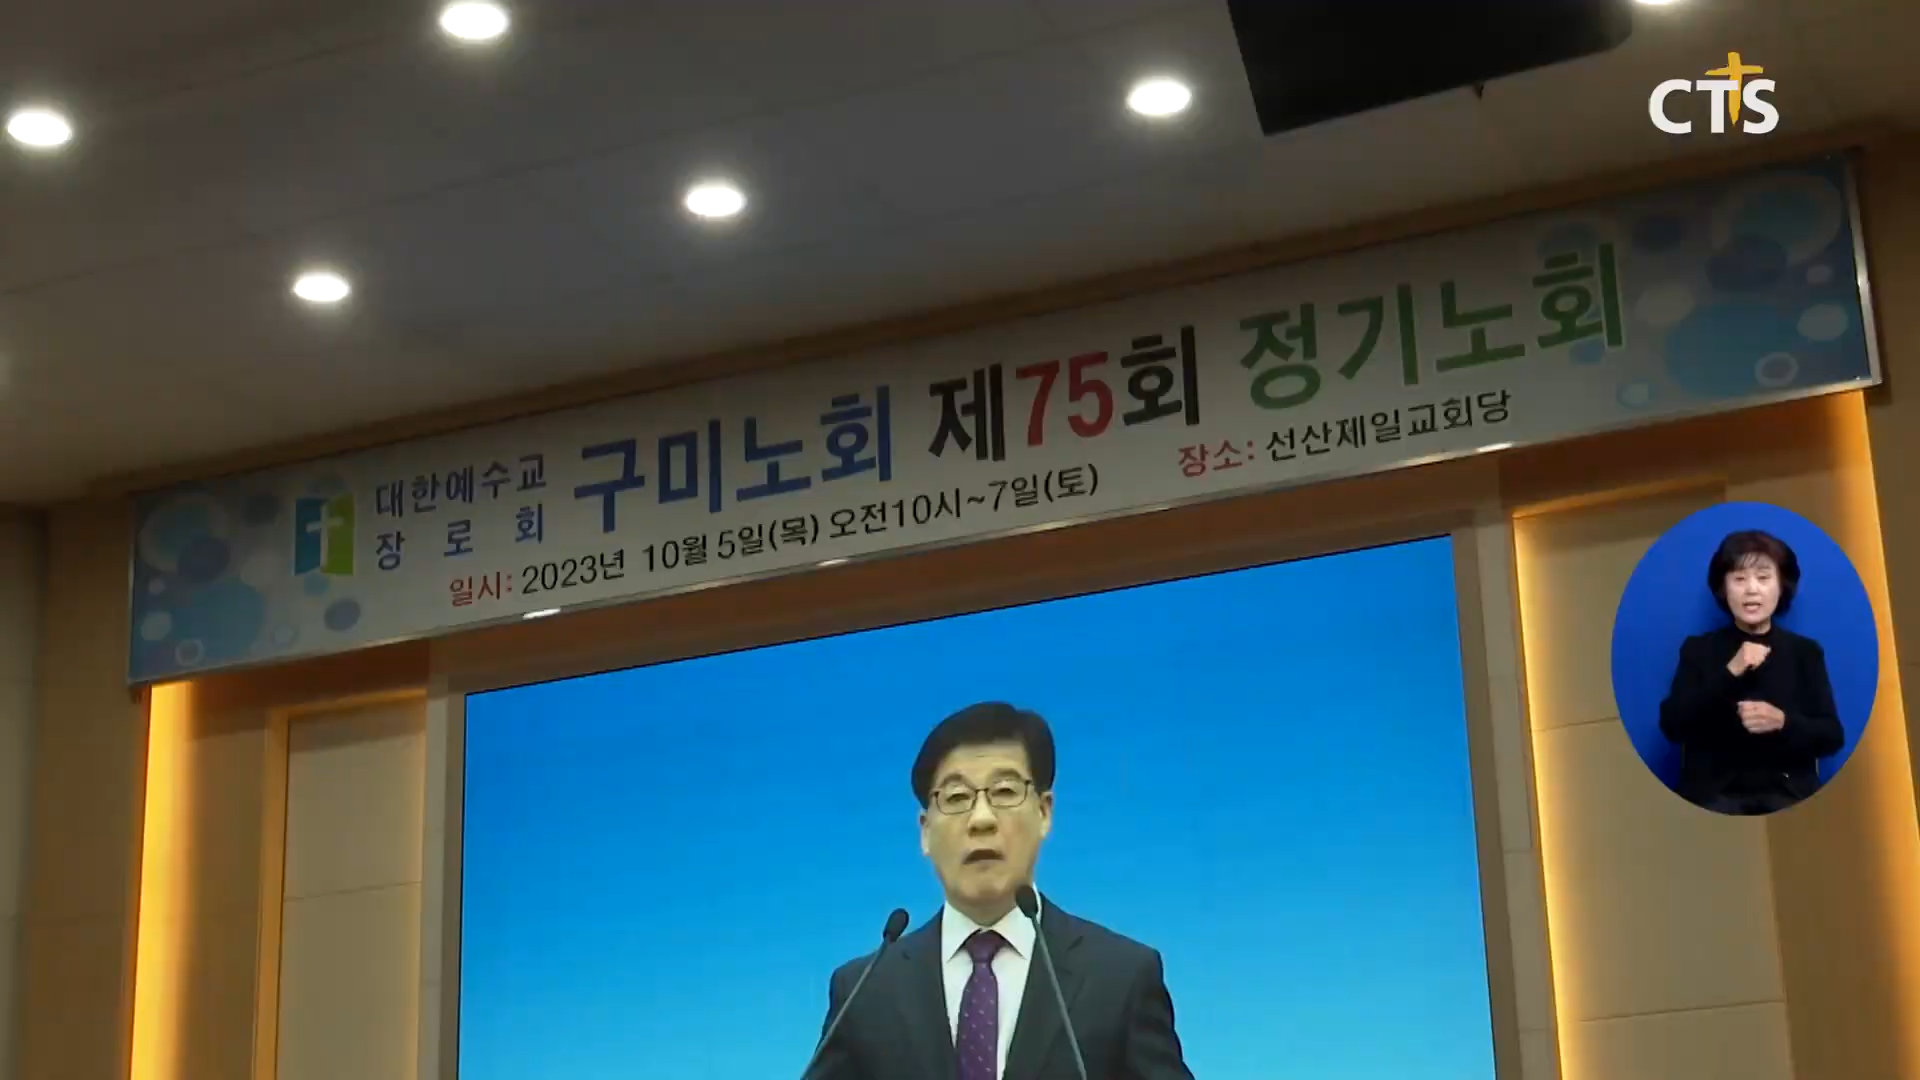 CTS
대한예수교
장로회
구미노회 제75회 정기노회
일시: 2023년 10월 5일(목) 오전10시~7일(토) 장소: 선산제일교회당